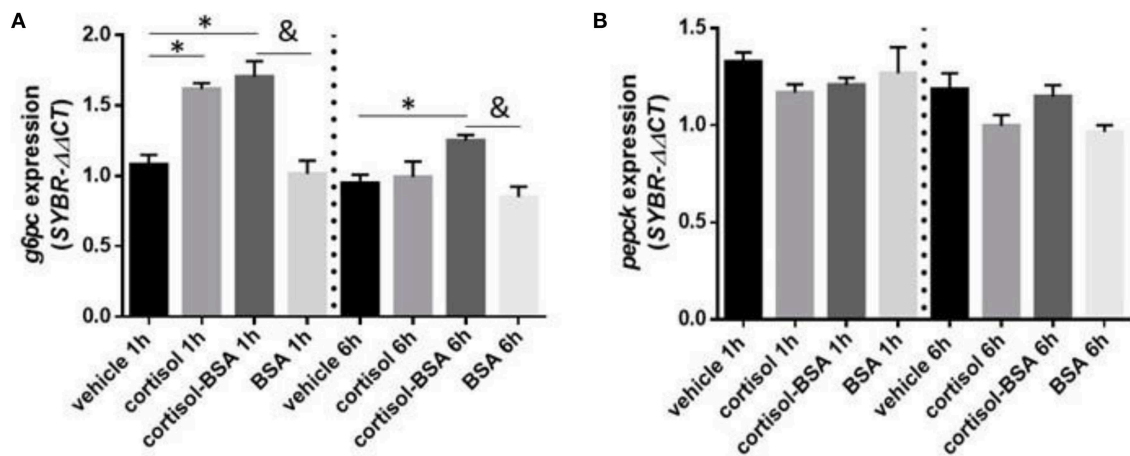 A
g6pc expression
(SYBR-ΔΔCT)
2.0
1.5
1.0
0.5
0.0
*
*
&
*
&
vehicle 1h
cortisol 1h
cortisol-BSA 1h
BSA 1h
vehicle 6h
cortisol 6h
cortisol-BSA 6h
BSA 6h
B
pepck expression
(SYBR-ΔΔCT)
1.5
1.0
0.5
0.0
vehicle 1h
cortisol 1h
cortisol-BSA 1h
BSA 1h
vehicle 6h
cortisol 6h
cortisol-BSA 6h
BSA 6h